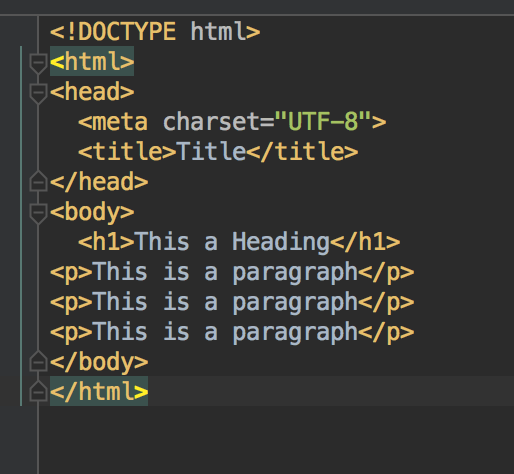 <!DOCTYPE html>
<html>
<head>
  <meta charset="UTF-8">
  <title>Title</title>
</head>
<body>
  <h1>This a Heading</h1>
<p>This is a paragraph</p>
<p>This is a paragraph</p>
<p>This is a paragraph</p>
</body>
</html>